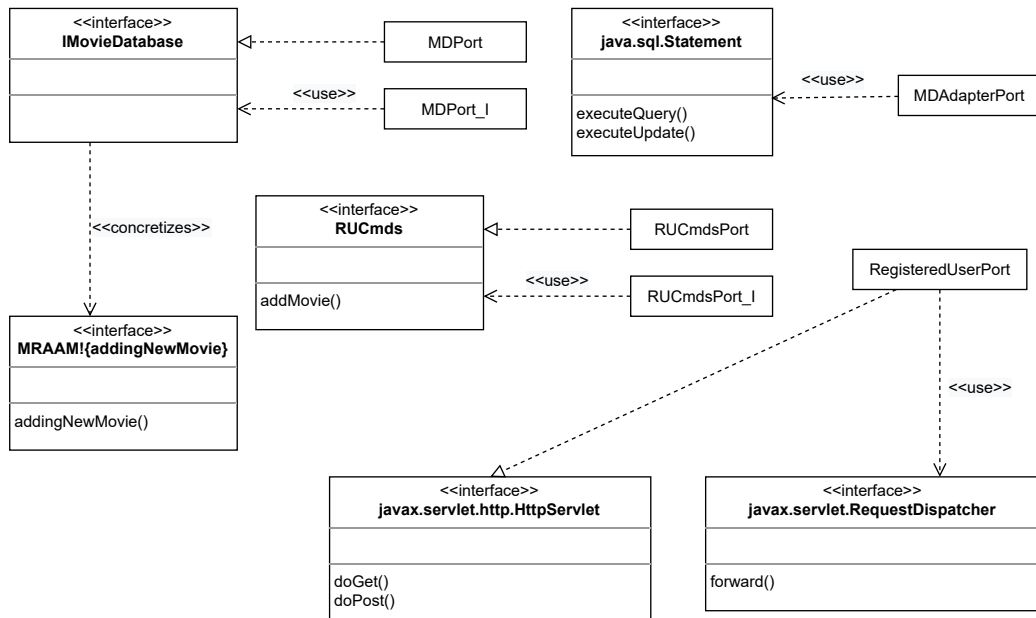 <<interface>>
IMovieDatabase
MDPort
<<use>>
MDPort_I
<<interface>>
java.sql.Statement
executeQuery()
executeUpdate()
<<use>>
MDAdapterPort
<<concretizes>>
<<interface>>
RUCmds
addMovie()
RUCmdsPort
<<use>>
RUCmdsPort_I
RegisteredUserPort
<<use>>
<<interface>>
MRAAM!{addingNewMovie}
addingNewMovie()
<<interface>>
javax.servlet.http.HttpServlet
doGet()
doPost()
<<interface>>
javax.servlet.RequestDispatcher
forward()